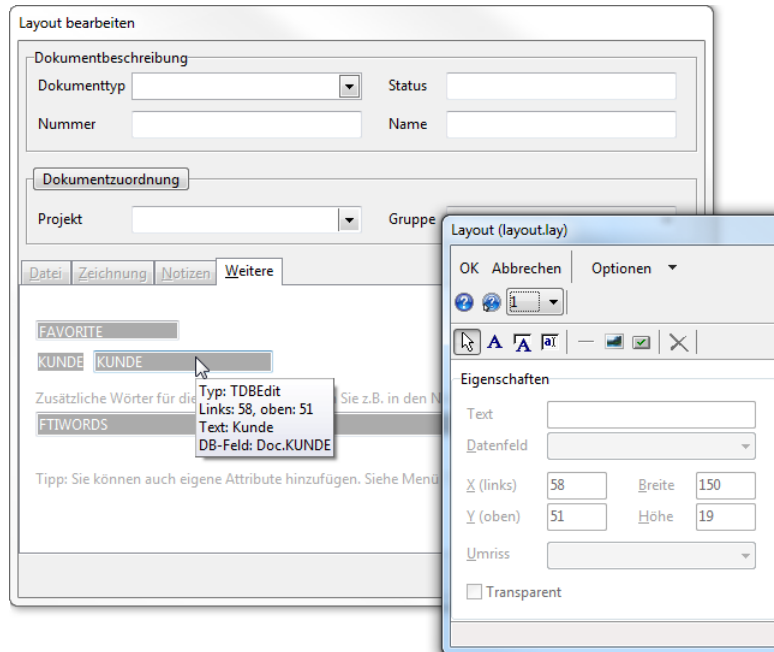 Layout bearbeiten
Dokumentbeschreibung
Dokumenttyp Status
Nummer Name
Dokumentzuordnung
Projekt Gruppe
Datei Zeichnung Notizen Weitere
FAVORITE
KUNDE KUNDE
Zusätzliche Wörter für die Sie z.B. in den N
FTIWORDS
Typ: TDBEdit
Links: 58, oben: 51
Text: Kunde
DB-Feld: Doc.KUNDE
Tipp: Sie können auch eigene Attribute hinzufügen. Siehe Menü
Layout (layout.lay)
OK Abbrechen Optionen
1
A A aI
Eigenschaften
Text
Datenfeld
X (links) 58 Breite 150
Y (oben) 51 Höhe 19
Umriss
Transparent